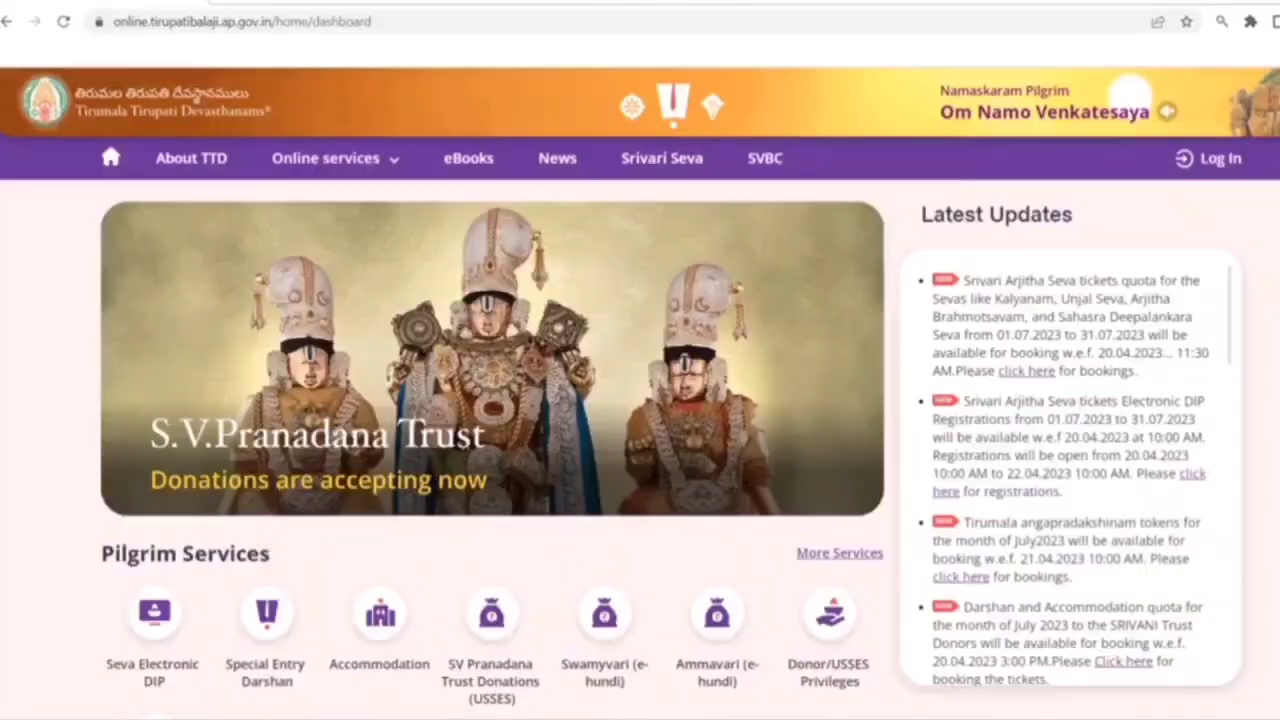 online.tirupatibalaji.ap.gov.in/home/dashboard
తిరుమల తిరుపతి దేవస్థానములు
Tirumala Tirupati Devasthanams®
Namaskaram Pilgrim
Om Namo Venkatesaya
About TTD
Online services
eBooks
News
Srivari Seva
SVBC
Log In
S.V.Pranadana Trust
Donations are accepting now
Latest Updates
NEW Srivari Arjitha Seva tickets quota for the
Sevas like Kalyanam, Unjal Seva, Arjitha
Brahmotsavam, and Sahasra Deepalankara
Seva from 01.07.2023 to 31.07.2023 will be
available for booking w.e.f. 20.04.2023... 11:30
AM.Please click here for bookings.
NEW Srivari Arjitha Seva tickets Electronic DIP
Registrations from 01.07.2023 to 31.07.2023
will be available w.e.f 20.04.2023 at 10:00 AM.
Registrations will be open from 20.04.2023
10:00 AM to 22.04.2023 10:00 AM. Please click
here for registrations.
NEW Tirumala angapradakshinam tokens for
the month of July2023 will be available for
booking w.e.f. 21.04.2023 10:00 AM. Please
click here for bookings.
NEW Darshan and Accommodation quota for
the month of July 2023 to the SRIVANI Trust
Donors will be available for booking w.e.f.
20.04.2023 3:00 PM.Please Click here for
booking the tickets.
Pilgrim Services
More Services
Seva Electronic
DIP
Special Entry
Darshan
Accommodation
SV Pranadana
Trust Donations
(USSES)
Swamyvari (e-
hundi)
Ammavari (e-
hundi)
Donor/USSES
Privileges